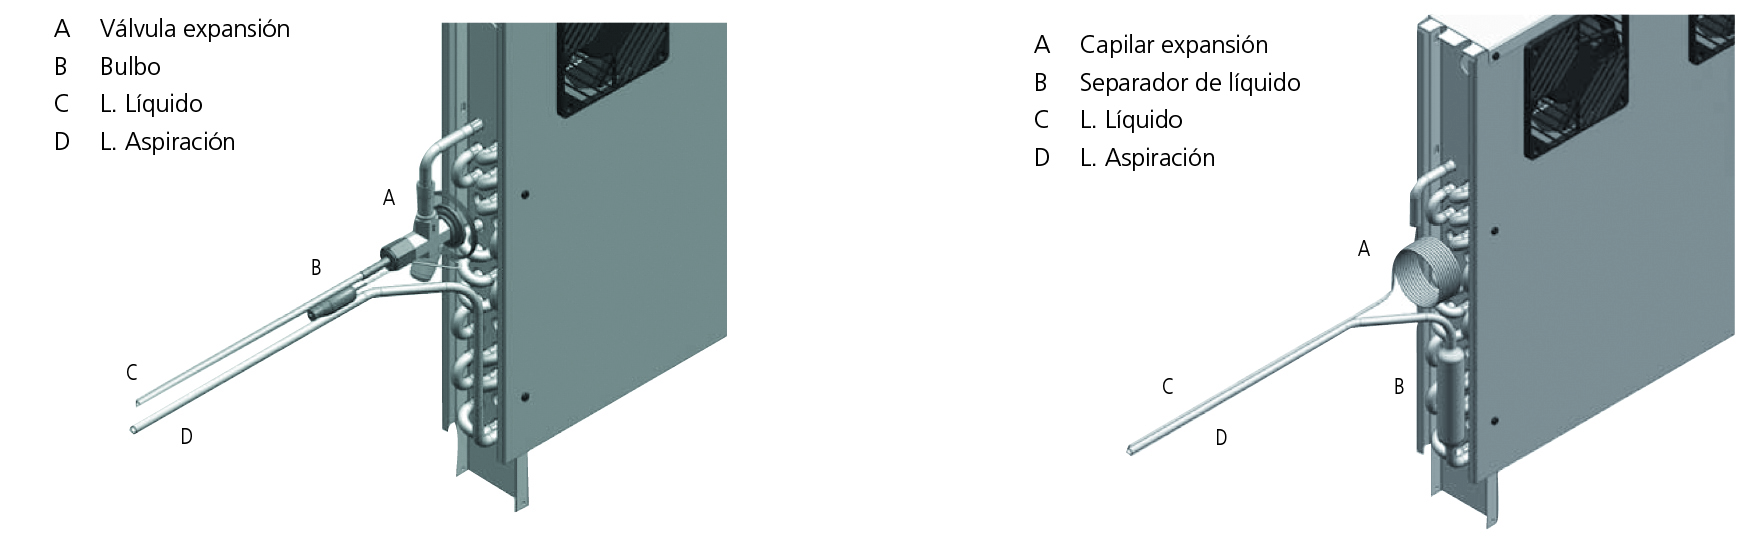 A Válvula expansión
B Bulbo
C L. Líquido
D L. Aspiración
A
B
C
D
A Capilar expansión
B Separador de líquido
C L. Líquido
D L. Aspiración
A
B
C
D